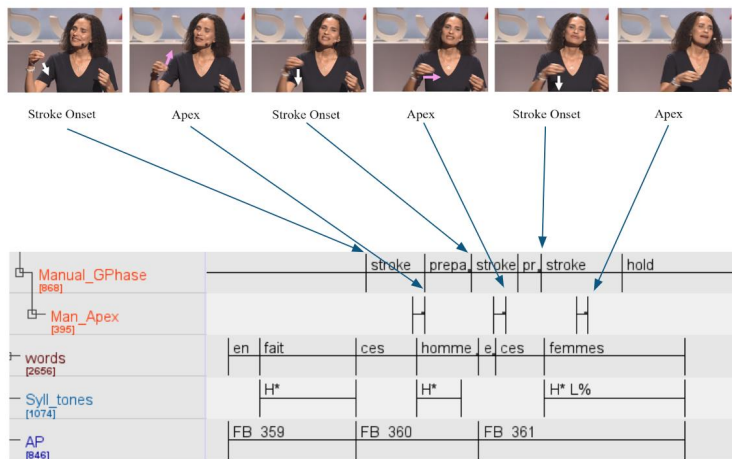 Stroke Onset Apex Stroke Onset Apex Stroke Onset Apex
Manual_GPhase stroke prepa. stroke pr. stroke hold
[868]
Man_Apex
[395]
words en fait ces homme e. ces femmes
[2656]
Syll_tones H* H* H* L%
[1074]
AP FB 359 FB 360 FB 361
[846]